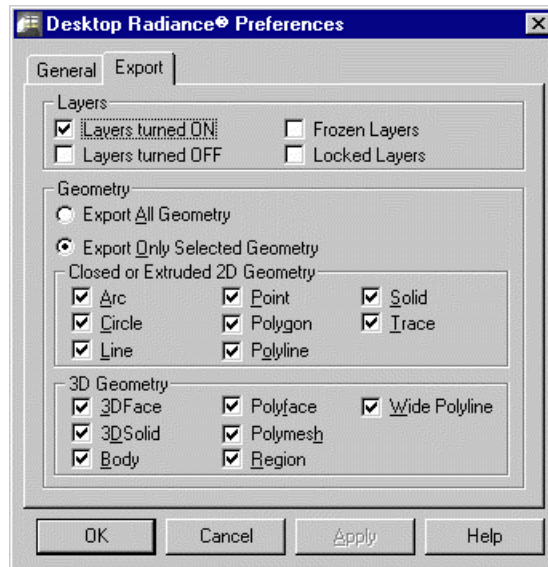 Desktop Radiance® Preferences
General Export
Layers
Layers turned ON Frozen Layers
Layers turned OFF Locked Layers
Geometry
Export All Geometry
Export Only Selected Geometry
Closed or Extruded 2D Geometry
Arc Point Solid
Circle Polygon Trace
Line Polyline
3D Geometry
3DFace Polyface Wide Polyline
3DSolid Polymesh
Body Region
OK Cancel Apply Help